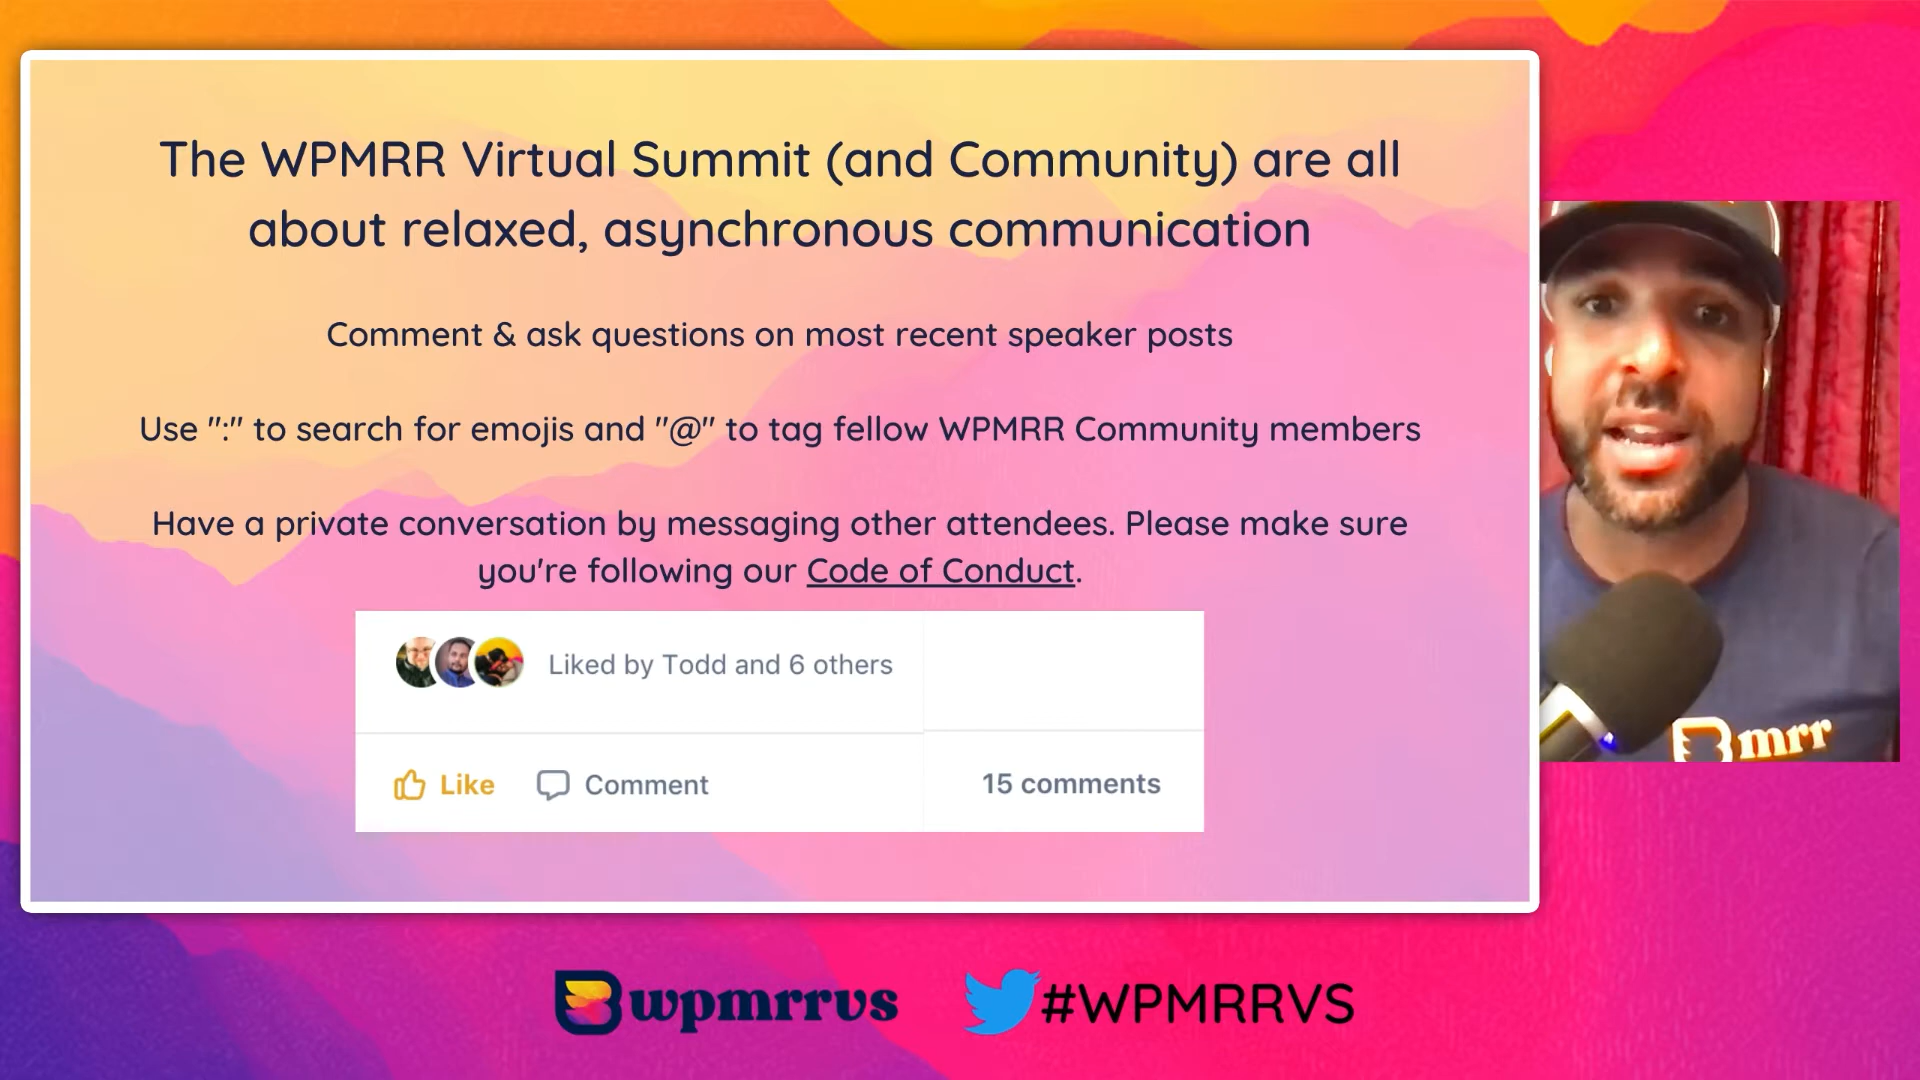 The WPMRR Virtual Summit (and Community) are all
about relaxed, asynchronous communication
Comment & ask questions on most recent speaker posts
Use ":" to search for emojis and "@" to tag fellow WPMRR Community members
Have a private conversation by messaging other attendees. Please make sure
you're following our Code of Conduct.
Liked by Todd and 6 others
Like Comment 15 comments
mrr
wpmrrvs #WPMRRVS